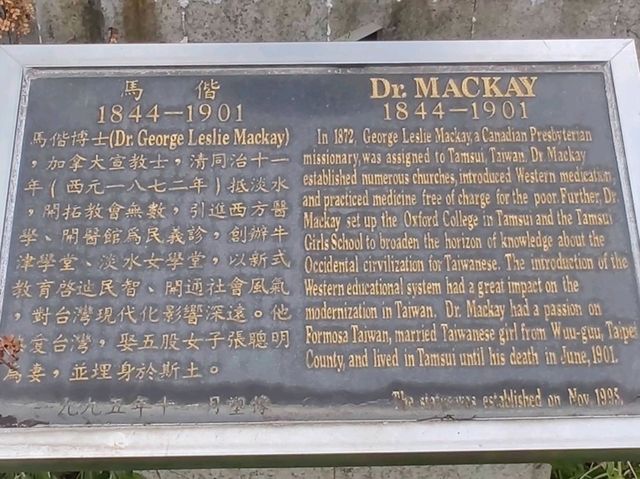 馬偕
1844－1901
馬偕博士(Dr. George Leslie Mackay)
，加拿大宣教士，清同治十一
年（西元一八七二年）抵淡水
，開拓教會無數，引進西方醫
學、開醫館爲民義診，創辦牛
津學堂、淡水女學堂，以新式
教育啓迪民智、開通社會風氣
，對台灣現代化影響深遠。他
愛台灣，娶五股女子張聰明
爲妻，並埋身於斯土。
一九九五年十一月塑傳
Dr. MACKAY
1844－1901
In 1872, George Leslie Mackay, a Canadian Presbyterian
missionary, was assigned to Tamsui, Taiwan. Dr Mackay
established numerous churches, introduced Western medication,
and practiced medicine free of charge for the poor. Further, Dr.
Mackay set up the Oxford College in Tamsui and the Tamsui
Girls School to broaden the horizon of knowledge about the
Occidental cirvilization for Taiwanese. The introduction of the
Western educational system had a great impact on the
modernization in Taiwan. Dr. Mackay had a passion on
Formosa Taiwan, married Taiwanese girl from Wuu-guu, Taipei
County, and lived in Tamsui until his death in June, 1901.
The statue was established on Nov. 1995.